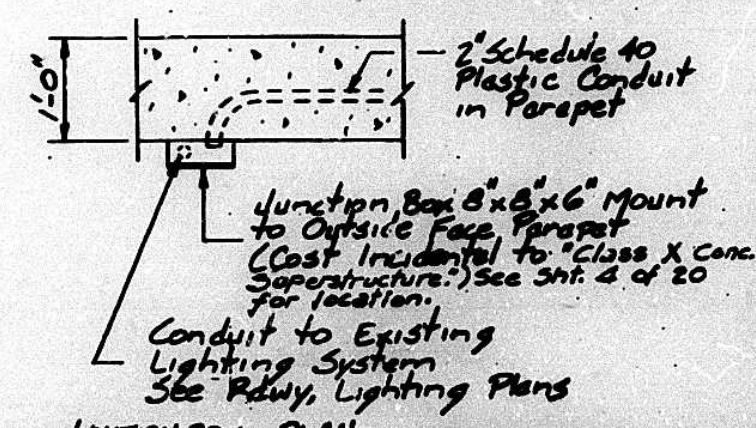 1'-0"
2" Schedule 40
Plastic Conduit
in Parapet
Junction Box 8"x8"x6" Mount
to Outside Face Parapet
(Cost Incidental to "Class X Conc.
Superstructure.") See Sht. 4 of 20
for location.
Conduit to Existing
Lighting System
See Rdwy, Lighting Plans
PLAN